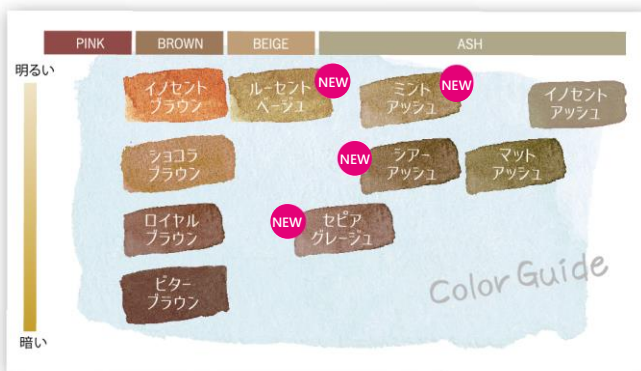 PINK
BROWN
BEIGE
ASH
明るい
イノセント
ブラウン
ルーセント
ベージュ
NEW
ミント
アッシュ
NEW
イノセント
アッシュ
ショコラ
ブラウン
NEW
シアー
アッシュ
マット
アッシュ
ロイヤル
ブラウン
NEW
セピア
グレージュ
ビター
ブラウン
Color Guide
暗い